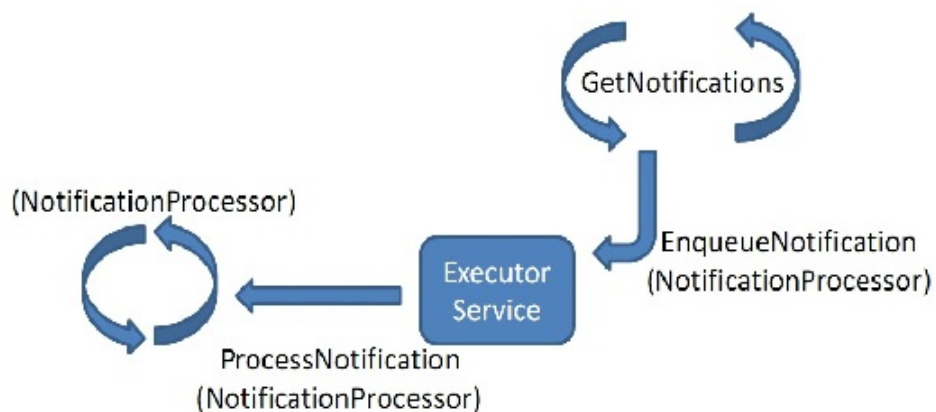 GetNotifications
(NotificationProcessor)
EnqueueNotification
(NotificationProcessor)
Executor
Service
ProcessNotification
(NotificationProcessor)